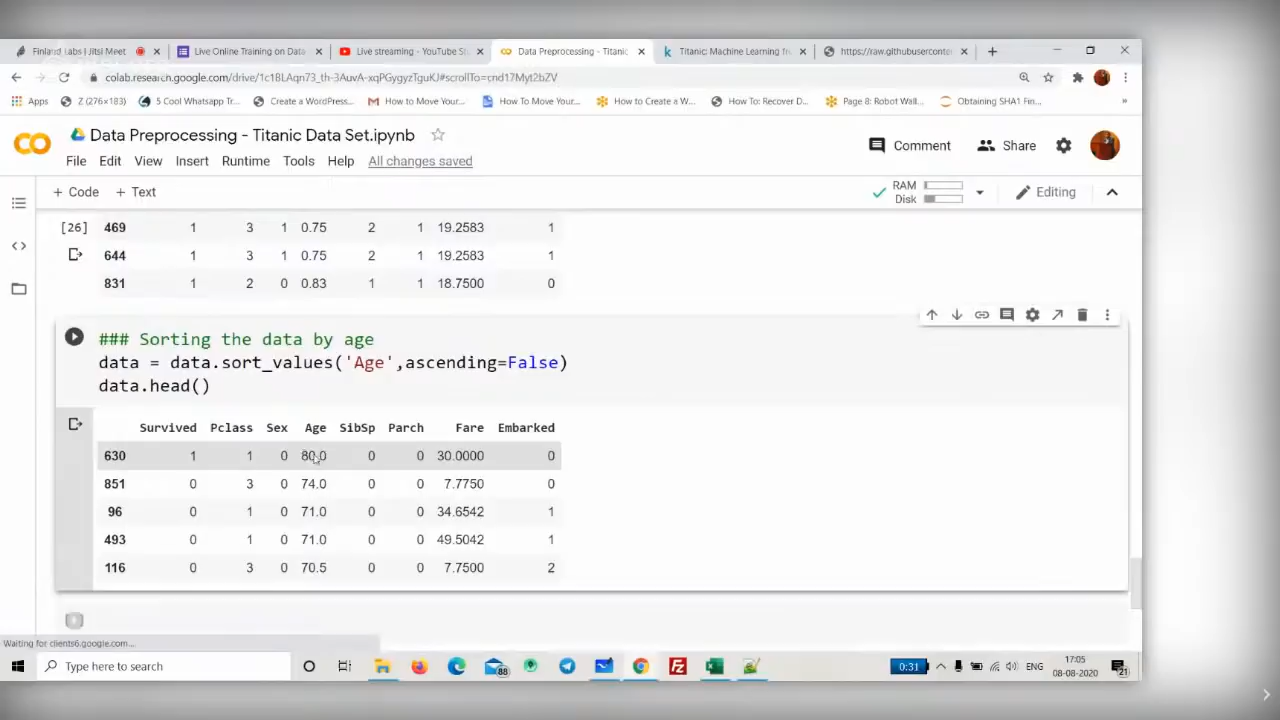 Finland Labs | Jitsi Meet
Live Online Training on Data
Live streaming - YouTube St
Data Preprocessing - Titanic
Titanic: Machine Learning from
https://raw.githubuserconte
colab.research.google.com/drive/1c18LAqn73_th-3AuvA-xqPGygyzTguKJ#scrollTo=cnd17Myt2bZV
Apps
Z (276×183)
5 Cool Whatsapp Tr...
Create a WordPress...
How to Move Your...
How To Move Your...
How to Create a W...
How To: Recover D...
Page 8: Robot Wall...
Obtaining SHA1 Fin...
»
CO
Data Preprocessing - Titanic Data Set.ipynb
Comment
Share
File Edit View Insert Runtime Tools Help All changes saved
+ Code + Text
RAM
Disk
Editing
[26] 469 1 3 1 0.75 2 1 19.2583 1
644 1 3 1 0.75 2 1 19.2583 1
831 1 2 0 0.83 1 1 18.7500 0
### Sorting the data by age
data = data.sort_values('Age',ascending=False)
data.head()
Survived Pclass Sex Age SibSp Parch Fare Embarked
630 1 1 0 80.0 0 0 30.0000 0
851 0 3 0 74.0 0 0 7.7750 0
96 0 1 0 71.0 0 0 34.6542 1
493 0 1 0 71.0 0 0 49.5042 1
116 0 3 0 70.5 0 0 7.7500 2
Waiting for clients6.google.com...
Type here to search
88
0:31
ENG
17:05
08-08-2020
21